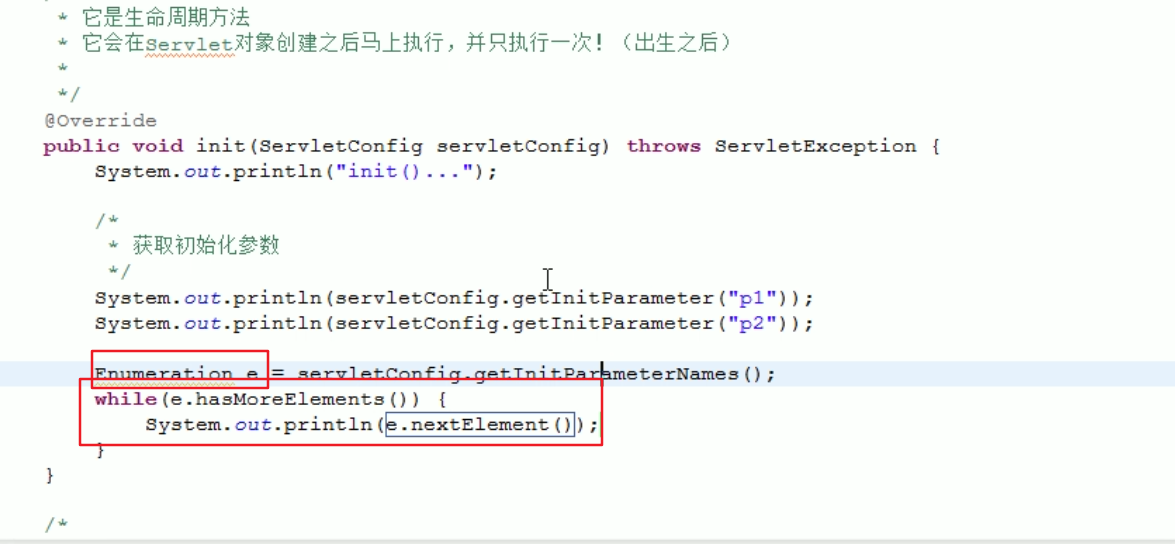 * 它是生命周期方法
* 它会在Servlet对象创建之后马上执行，并只执行一次！（出生之后）
*
*/
@Override
public void init(ServletConfig servletConfig) throws ServletException {
System.out.println("init()...");
/*
* 获取初始化参数
*/
System.out.println(servletConfig.getInitParameter("p1"));
System.out.println(servletConfig.getInitParameter("p2"));
Enumeration e = servletConfig.getInitParameterNames();
while(e.hasMoreElements()) {
System.out.println(e.nextElement());
}
}
/*